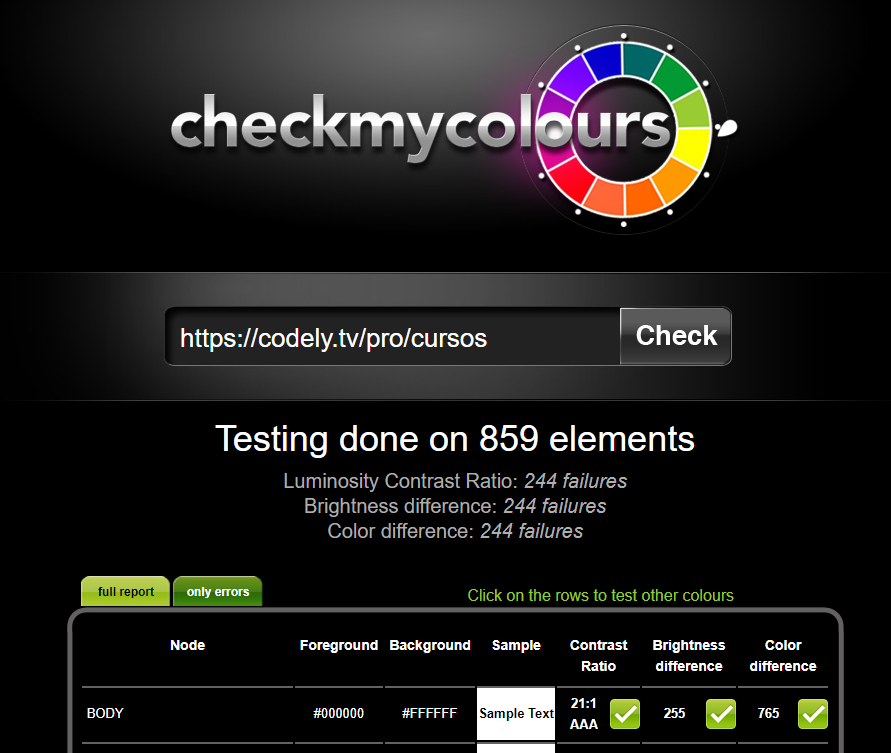 checkmycolours
https://codely.tv/pro/cursos
Check
Testing done on 859 elements
Luminosity Contrast Ratio: 244 failures
Brightness difference: 244 failures
Color difference: 244 failures
full report only errors
Click on the rows to test other colours
Node Foreground Background Sample Contrast Ratio Brightness difference Color difference
BODY #000000 #FFFFFF Sample Text 21:1 AAA 255 765